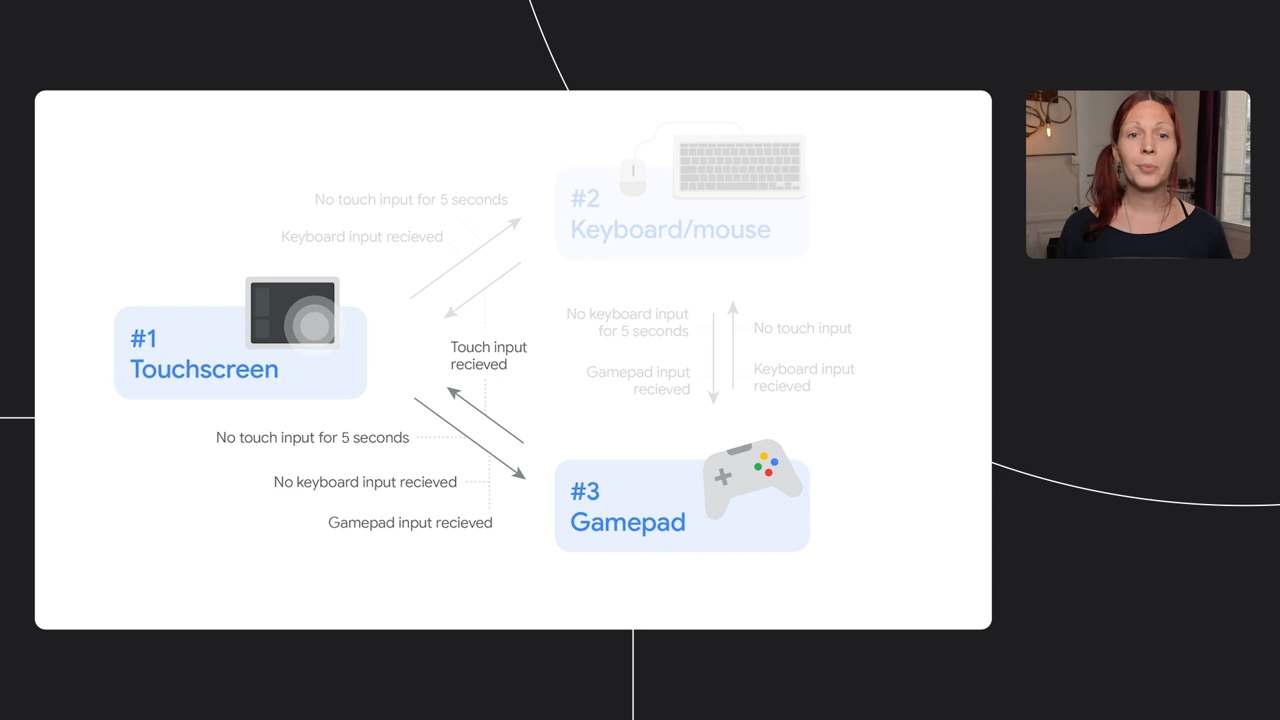 No touch input for 5 seconds
Keyboard input recieved
#2
Keyboard/mouse
#1
Touchscreen
Touch input
recieved
No keyboard input
for 5 seconds
Gamepad input
recieved
No touch input
Keyboard input
recieved
No touch input for 5 seconds
No keyboard input recieved
Gamepad input recieved
#3
Gamepad